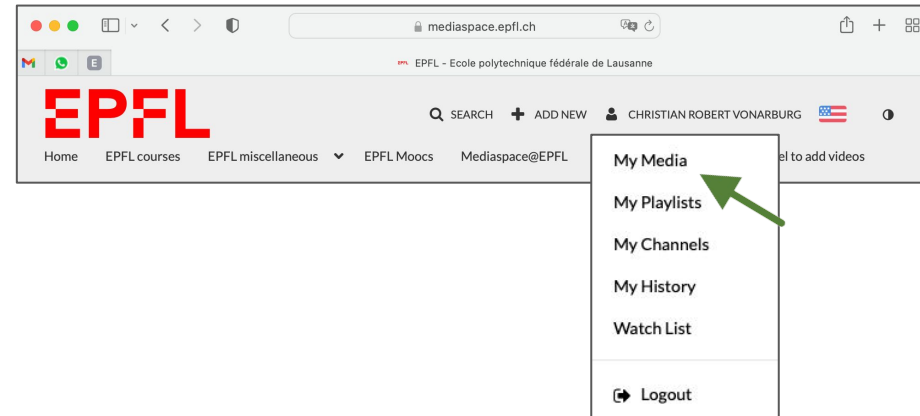 mediaspace.epfl.ch
E
EPFL EPFL - Ecole polytechnique fédérale de Lausanne
EPFL
SEARCH ADD NEW CHRISTIAN ROBERT VONARBURG
Home EPFL courses EPFL miscellaneous EPFL Moocs Mediaspace@EPFL el to add videos
My Media
My Playlists
My Channels
My History
Watch List
Logout